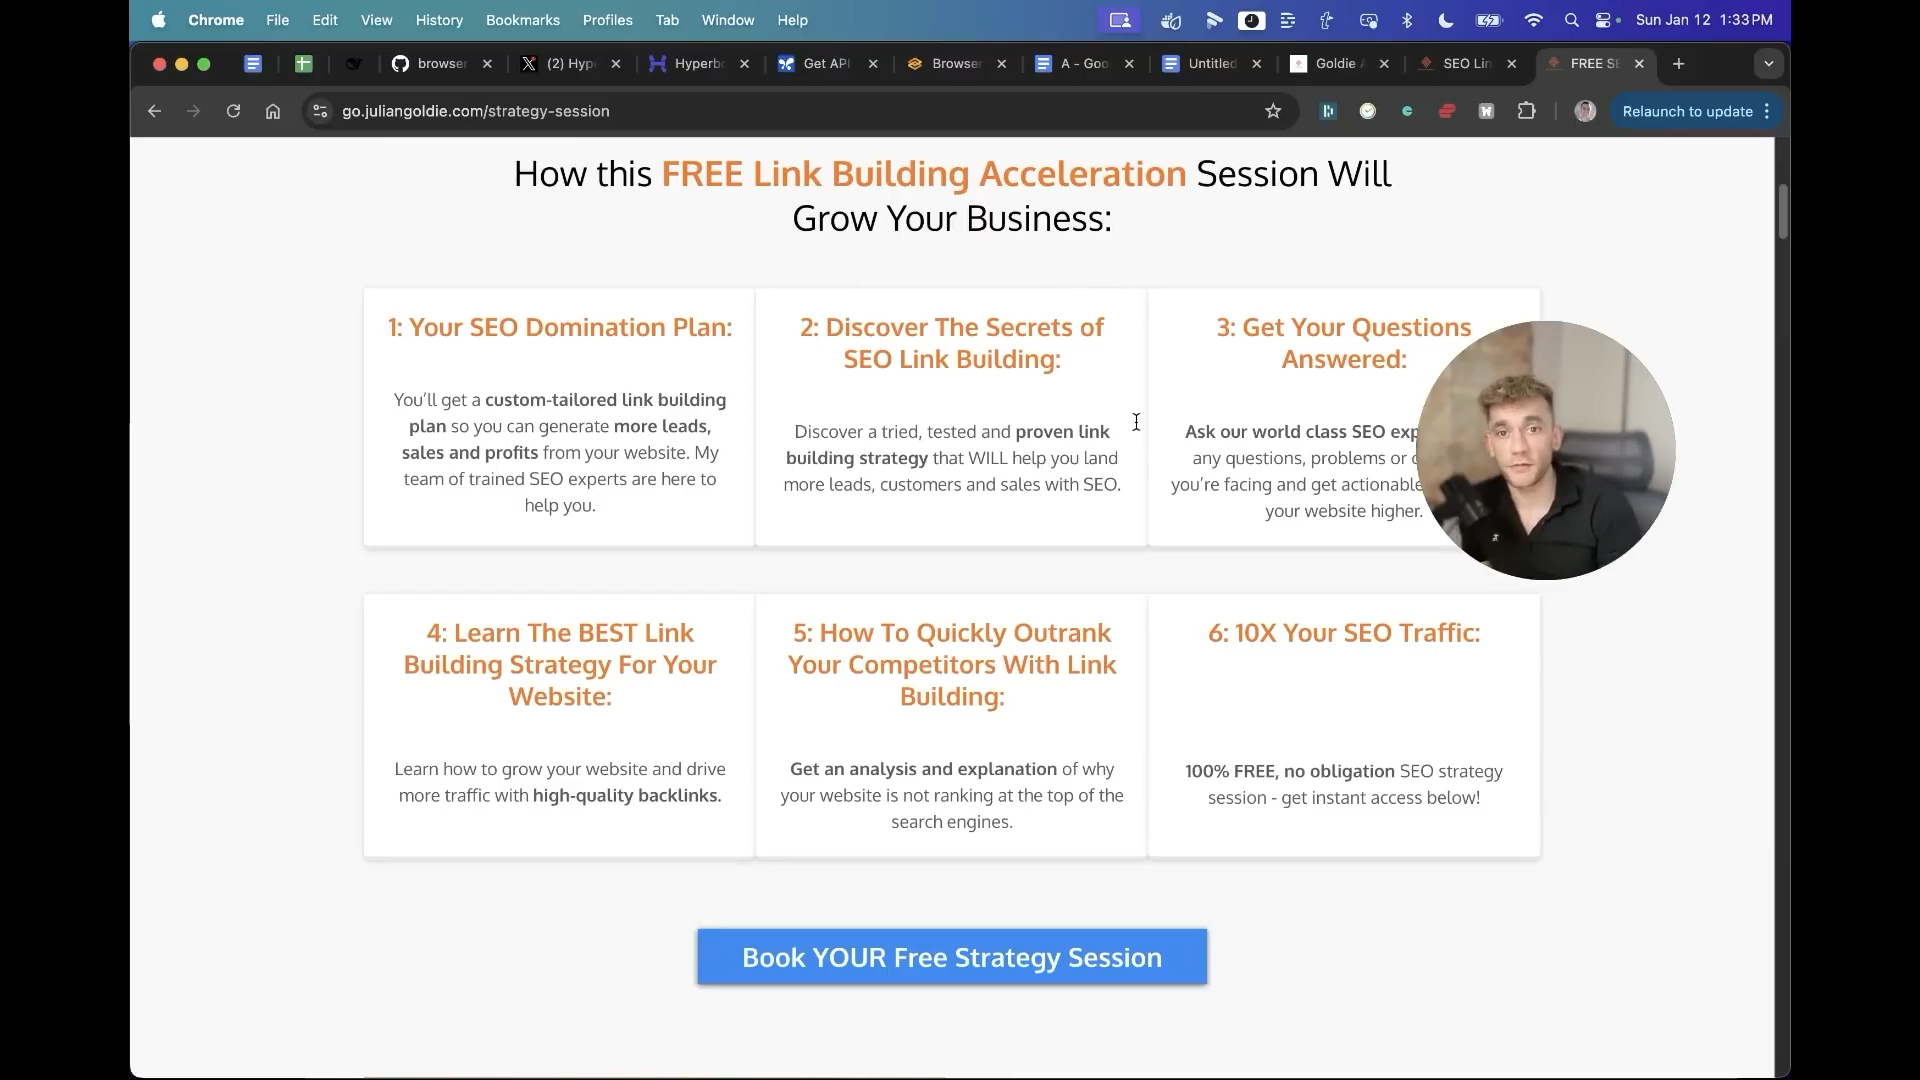 Chrome File Edit View History Bookmarks Profiles Tab Window Help Sun Jan 12 1:33 PM
browser (2) Hype Hyperb Get API Browser A - Goo Untitled Goldie SEO Lin FREE SE
go.juliangoldie.com/strategy-session Relaunch to update
How this FREE Link Building Acceleration Session Will
Grow Your Business:
1: Your SEO Domination Plan:
You'll get a custom-tailored link building
plan so you can generate more leads,
sales and profits from your website. My
team of trained SEO experts are here to
help you.
2: Discover The Secrets of
SEO Link Building:
Discover a tried, tested and proven link
building strategy that WILL help you land
more leads, customers and sales with SEO.
3: Get Your Questions
Answered:
Ask our world class SEO exp
any questions, problems or
you're facing and get actionable
your website higher.
4: Learn The BEST Link
Building Strategy For Your
Website:
Learn how to grow your website and drive
more traffic with high-quality backlinks.
5: How To Quickly Outrank
Your Competitors With Link
Building:
Get an analysis and explanation of why
your website is not ranking at the top of the
search engines.
6: 10X Your SEO Traffic:
100% FREE, no obligation SEO strategy
session - get instant access below!
Book YOUR Free Strategy Session